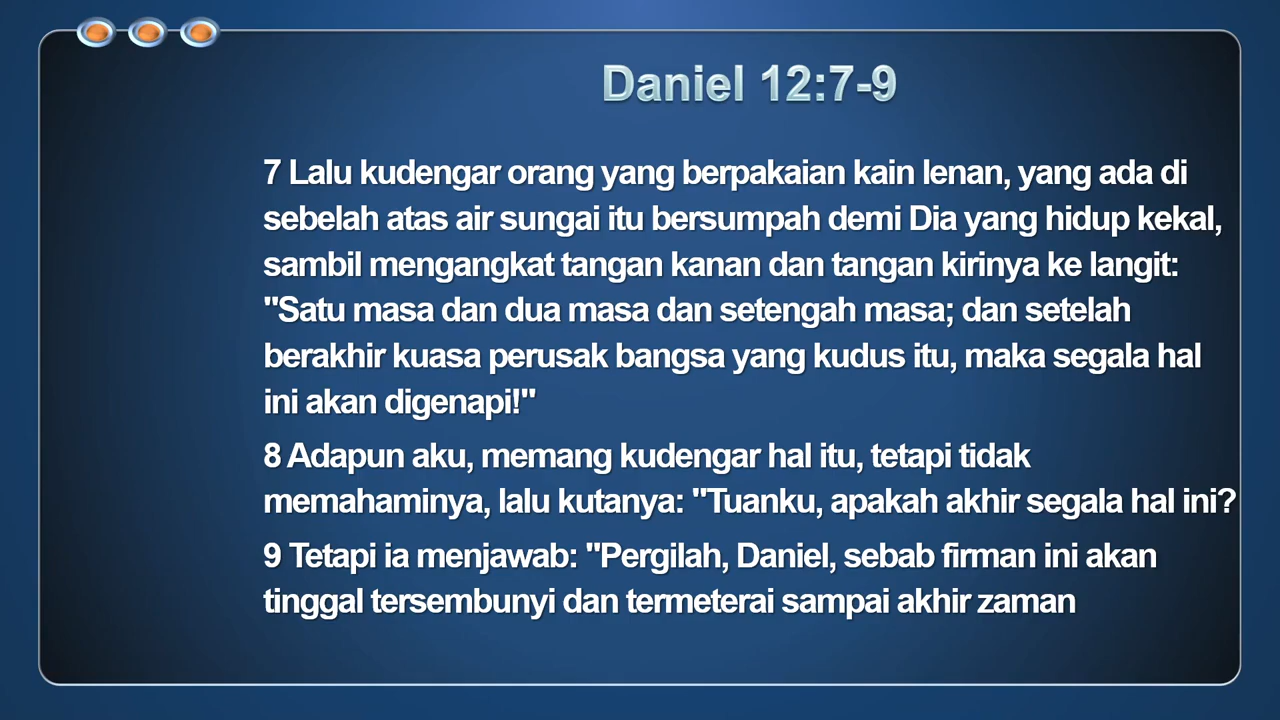 Daniel 12:7-9
7 Lalu kudengar orang yang berpakaian kain lenan, yang ada di
sebelah atas air sungai itu bersumpah demi Dia yang hidup kekal,
sambil mengangkat tangan kanan dan tangan kirinya ke langit:
"Satu masa dan dua masa dan setengah masa; dan setelah
berakhir kuasa perusak bangsa yang kudus itu, maka segala hal
ini akan digenapi!"
8 Adapun aku, memang kudengar hal itu, tetapi tidak
memahaminya, lalu kutanya: "Tuanku, apakah akhir segala hal ini?
9 Tetapi ia menjawab: "Pergilah, Daniel, sebab firman ini akan
tinggal tersembunyi dan termeterai sampai akhir zaman